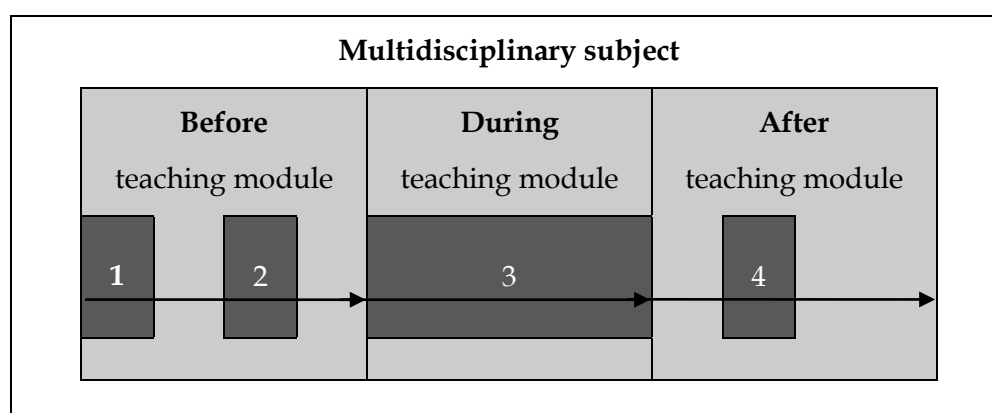 Multidisciplinary subject
Before
During
After
teaching module
teaching module
teaching module
1
2
3
4